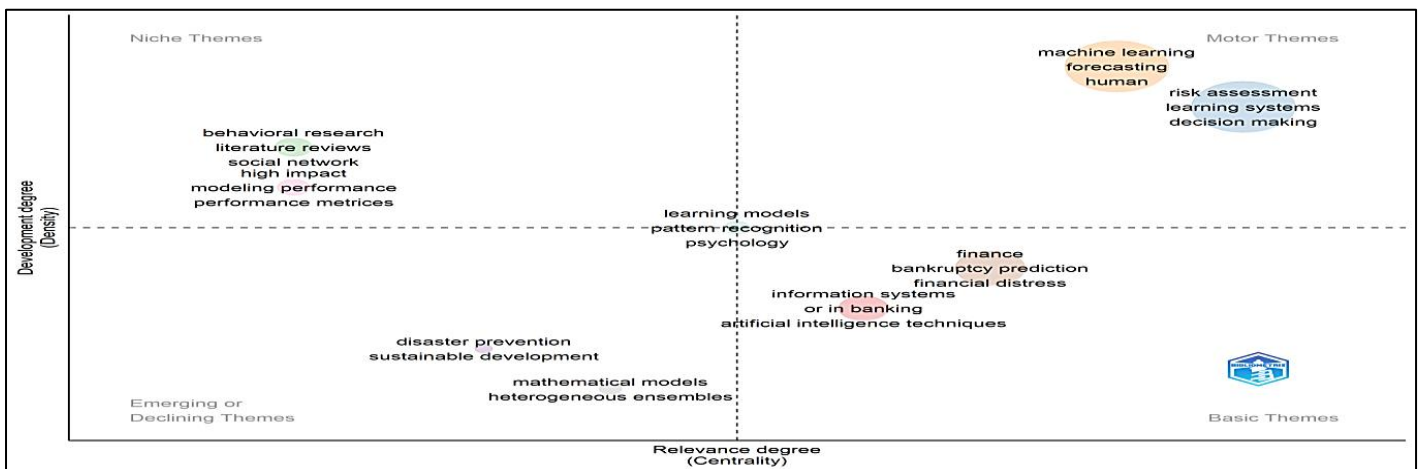 Niche Themes
Motor Themes
machine learning
forecasting
human
risk assessment
learning systems
decision making
behavioral research
literature reviews
social network
high impact
modeling performance
performance metrices
learning models
pattern recognition
psychology
finance
bankruptcy prediction
financial distress
information systems
or in banking
artificial intelligence techniques
disaster prevention
sustainable development
mathematical models
heterogeneous ensembles
BIBLIOMETRIX
Emerging or
Declining Themes
Basic Themes
Development degree
(Density)
Relevance degree
(Centrality)